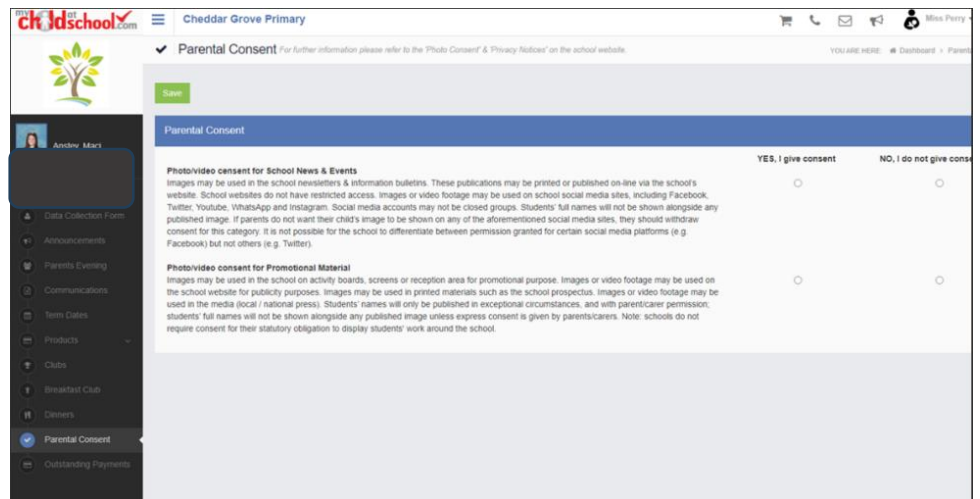 my child at school.com
Cheddar Grove Primary
Miss Perry
Parental Consent For further information please refer to the 'Photo Consent' & 'Privacy Notices' on the school website.
YOU ARE HERE: Dashboard > Parenta
Save
Ansley, Maci
Parental Consent
YES, I give consent
NO, I do not give conse
Photo/video censent for School News & Events
Images may be used in the school newsletters & information bulletins. These publications may be printed or published on-line via the school's
website. School websites do not have restricted access. Images or video footage may be used on school social media sites, including Facebook,
Twitter, Youtube, WhatsApp and Instagram. Social media accounts may not be closed groups. Students' full names will not be shown alongside any
published image. If parents do not want their child's image to be shown on any of the aforementioned social media sites, they should withdraw
consent for this category. It is not possible for the school to differentiate between permission granted for certain social media platforms (e.g.
Facebook) but not others (e.g. Twitter).
Photo/video consent for Promotional Material
Images may be used in the school on activity boards, screens or reception area for promotional purpose. Images or video footage may be used on
the school website for publicity purposes. Images may be used in printed materials such as the school prospectus. Images or video footage may be
used in the media (local / national press). Students' names will only be published in exceptional circumstances, and with parent/carer permission;
students' full names will not be shown alongside any published image unless express consent is given by parents/carers. Note: schools do not
require consent for their statutory obligation to display students' work around the school.
Data Collection Form
Announcements
Parents Evening
Communications
Term Dates
Products
Clubs
Breakfast Club
Dinners
Parental Consent
Outstanding Payments